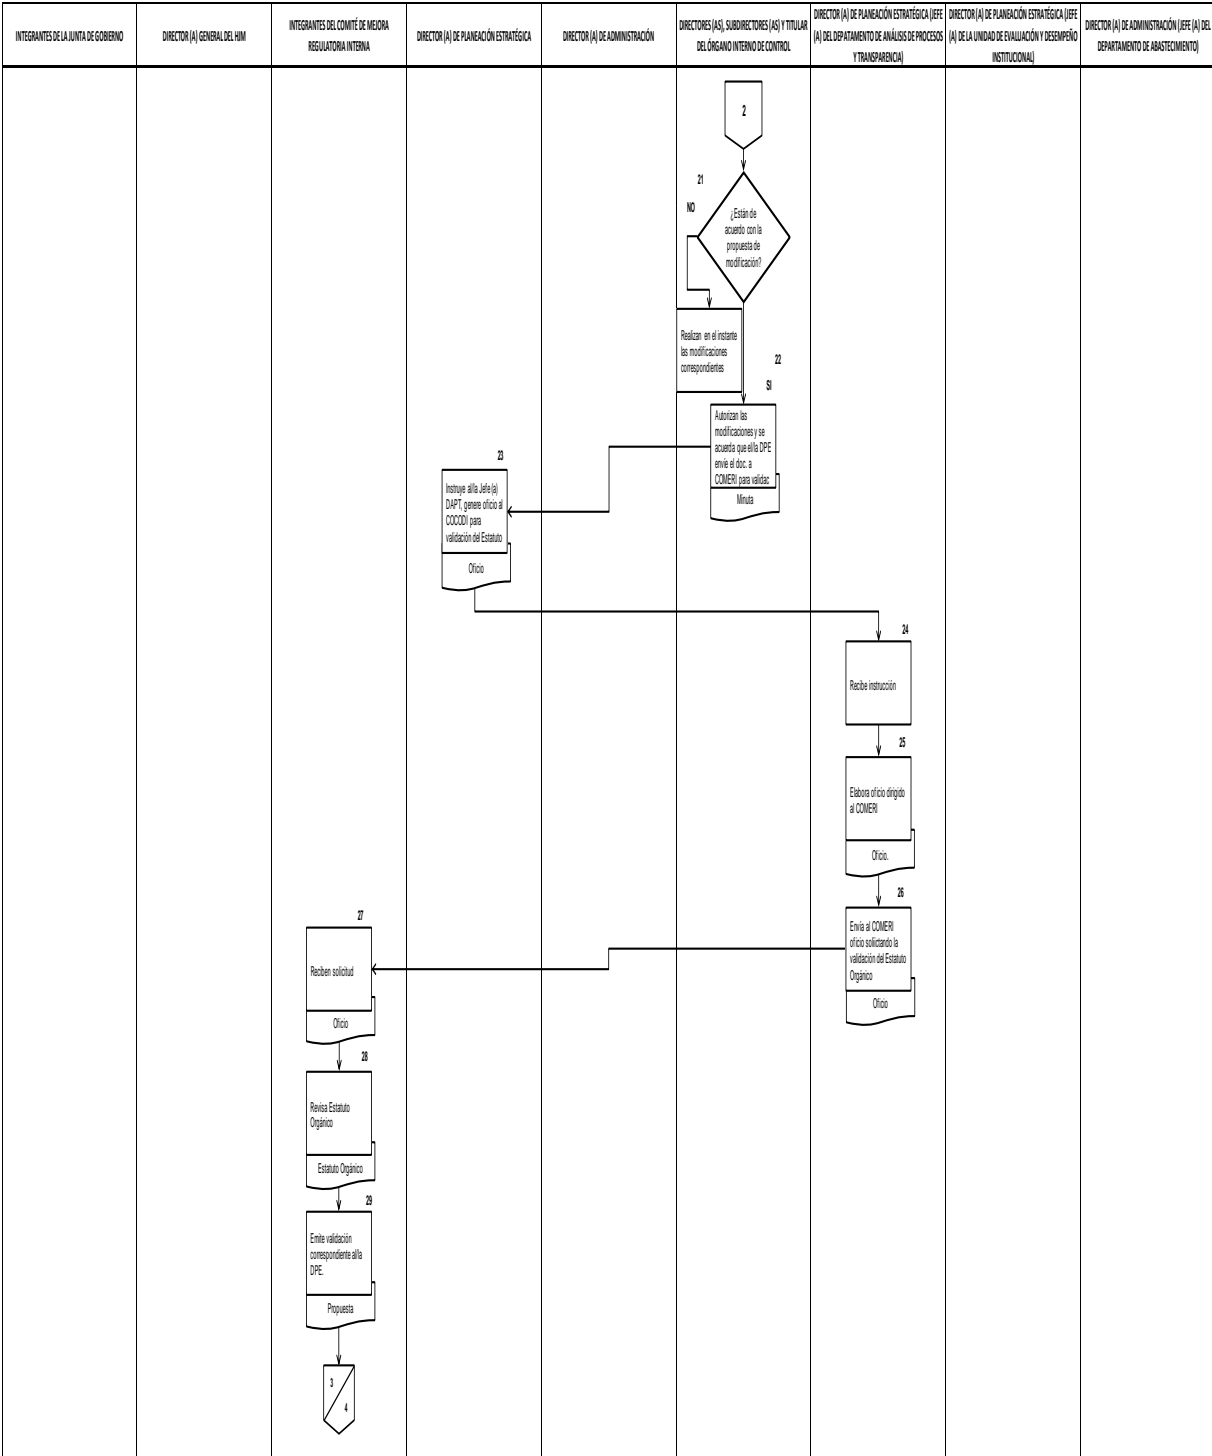 INTEGRANTES DE LA JUNTA DE GOBIERNO
DIRECTOR (A) GENERAL DEL HJM
INTEGRANTES DEL COMITÉ DE MEJORA
REGULATORIA INTERNA
DIRECTOR (A) DE PLANEACIÓN ESTRATÉGICA
DIRECTOR (A) DE ADMINISTRACIÓN
DIRECTORES (AS), SUBDIRECTORES (AS) Y TITULAR
DEL ÓRGANO INTERNO DE CONTROL
DIRECTOR (A) DE PLANEACIÓN ESTRATÉGICA (JEFE
(A) DEL DEPATAMENTO DE ANÁLISIS DE PROCESOS
Y TRANSPARENCIA)
DIRECTOR (A) DE PLANEACIÓN ESTRATÉGICA (JEFE
(A) DE LA UNIDAD DE EVALUACIÓN Y DESEMPEÑO
INSTITUCIONAL)
DIRECTOR (A) DE ADMINISTRACIÓN (JEFE (A) DEL
DEPARTAMENTO DE ABASTECIMIENTO)
2
21
NO
¿Están de
acuerdo con la
propuesta de
modificación?
Realizan en el instante
las modificaciones
correspondientes
22
SI
Autorizan las
modificaciones y se
acuerda que el/la DPE
envíe el doc. a
COMERI para validac
Minuta
23
Instruye al/la Jefe (a)
DAPT, genere oficio al
COCODI para
validación del Estatuto
Oficio
24
Recibe instrucción
25
Elabora oficio dirigido
al COMERI
Oficio.
26
Envía al COMERI
oficio soliictando la
validación del Estatuto
Orgánico
Oficio
27
Reciben solicitud
Oficio
28
Revisa Estatuto
Orgánico
Estatuto Orgánico
29
Emite validación
correspondiente al/la
DPE.
Propuesta
3
4